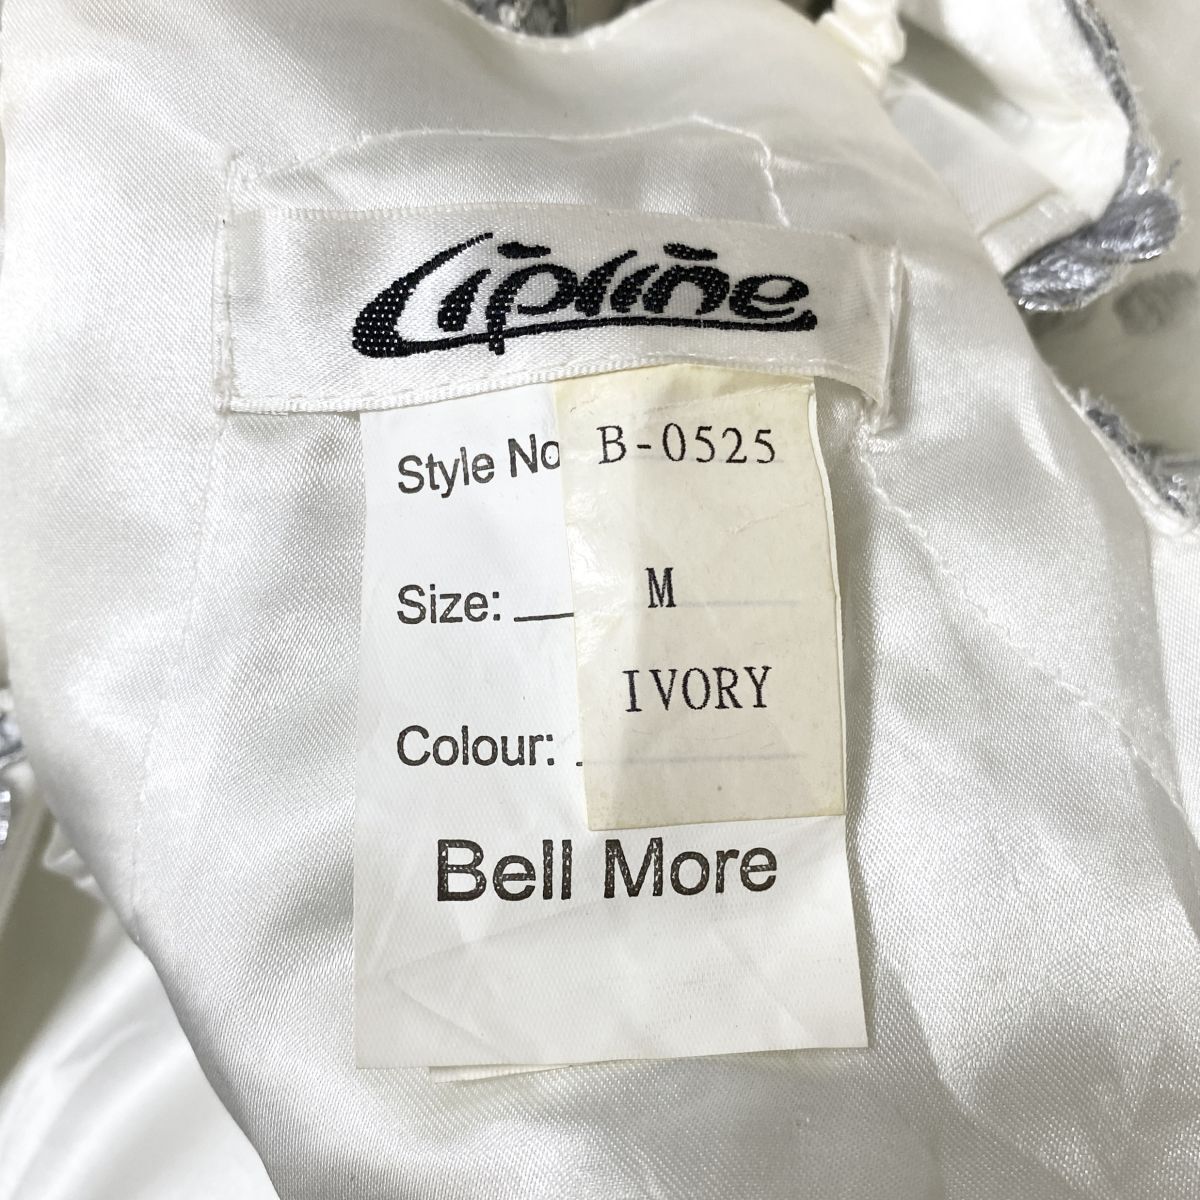 Lipline
Style No B-0525
Size: M
IVORY
Colour:
Bell More